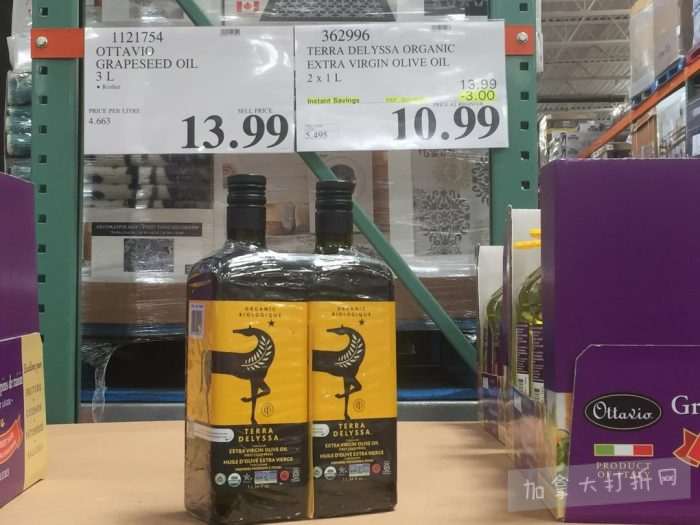 1121754
OTTAVIO
GRAPESEED OIL
3 L
• Kosher
PRICE PER LITRE
4.663
SELL PRICE
13.99
362996
TERRA DELYSSA ORGANIC
EXTRA VIRGIN OLIVE OIL
2 x 1 L
13.99
Instant Savings
-3.00
5.495
10.99
ORGANIC
BIOLOGIQUE
TERRA
DELYSSA
EXTRA VIRGIN OLIVE OIL
HUILE D'OLIVE EXTRA VIERGE
ORGANIC
BIOLOGIQUE
TERRA
DELYSSA
EXTRA VIRGIN OLIVE OIL
HUILE D'OLIVE EXTRA VIERGE
Ottavio
Gr
PRODUCT
OF ITALY
加拿大打折网